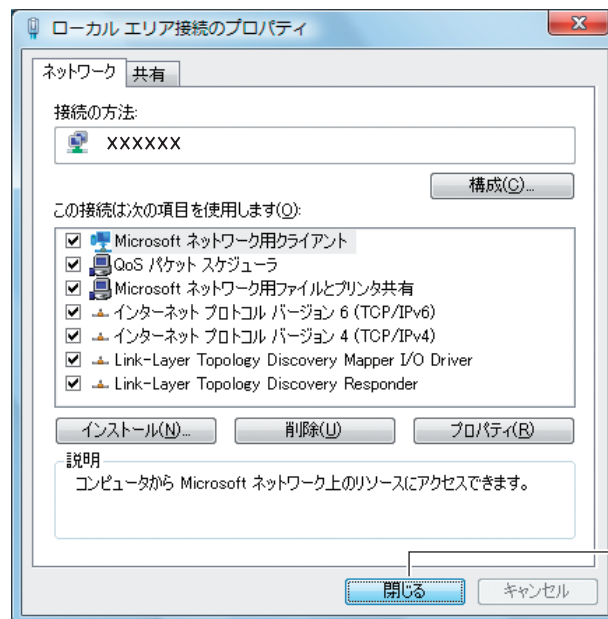 ローカル エリア接続のプロパティ
ネットワーク 共有
接続の方法:
XXXXXX
構成(C)...
この接続は次の項目を使用します(O):
Microsoft ネットワーク用クライアント
QoS パケット スケジューラ
Microsoft ネットワーク用ファイルとプリンタ共有
インターネット プロトコル バージョン 6 (TCP/IPv6)
インターネット プロトコル バージョン 4 (TCP/IPv4)
Link-Layer Topology Discovery Mapper I/O Driver
Link-Layer Topology Discovery Responder
インストール(N)... 削除(U) プロパティ(R)
説明
コンピュータから Microsoft ネットワーク上のリソースにアクセスできます。
閉じる キャンセル